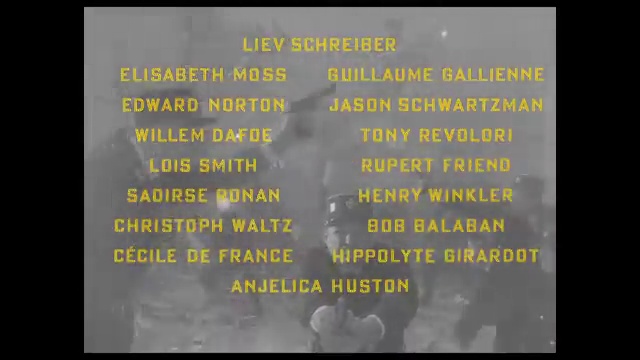 LIEV SCHREIBER
ELISABETH MOSS GUILLAUME GALLIENNE
EDWARD NORTON JASON SCHWARTZMAN
WILLEM DAFOE TONY REVOLORI
LOIS SMITH RUPERT FRIEND
SAOIRSE RONAN HENRY WINKLER
CHRISTOPH WALTZ BOB BALABAN
CÉCILE DE FRANCE HIPPOLYTE GIRARDOT
ANJELICA HUSTON